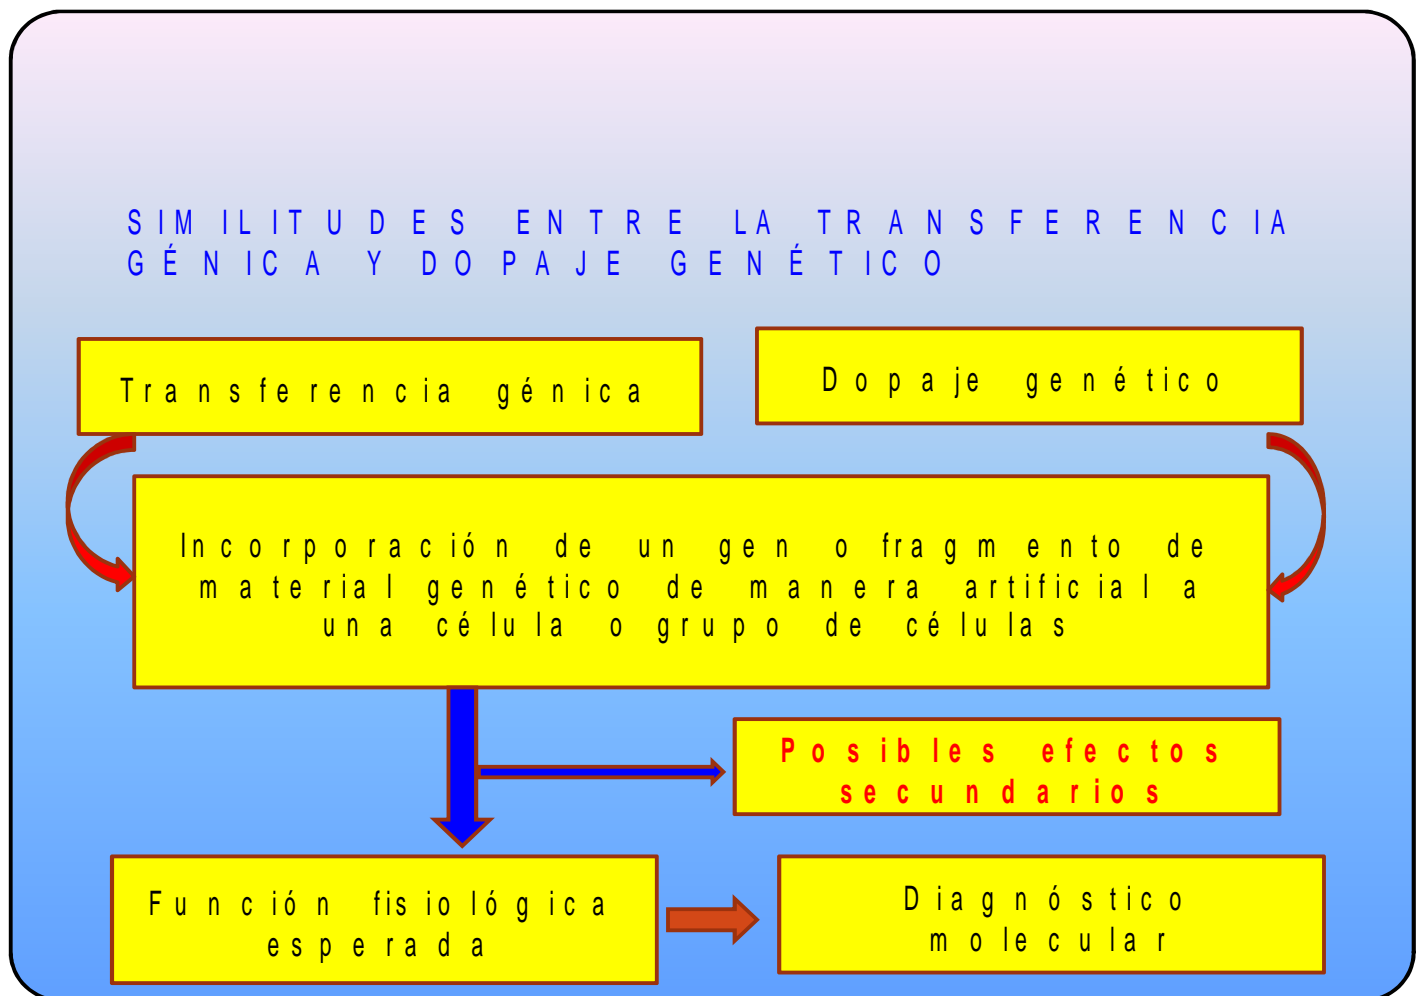 SIMILITUDES ENTRE LA TRANSFERENCIA
GÉNICA Y DOPAJE GENÉTICO
Transferencia génica
Dopaje genético
Incorporación de un gen o fragmento de
material genético de manera artificial a
una célula o grupo de células
Posibles efectos
secundarios
Función fisiológica
esperada
Diagnóstico
molecular